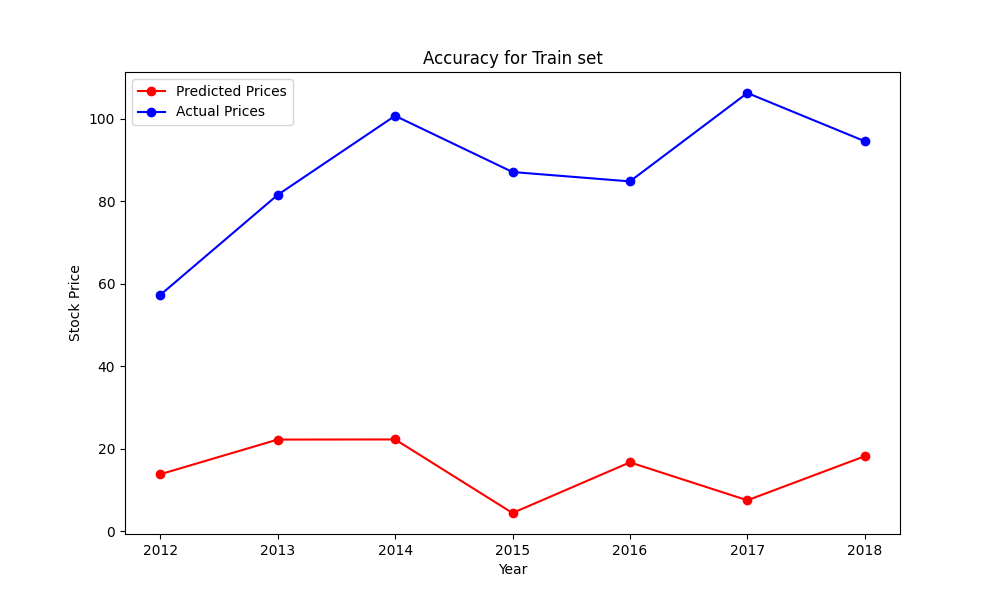 Accuracy for Train set
Predicted Prices
Actual Prices
100
80
60
40
20
0
Stock Price
2012 2013 2014 2015 2016 2017 2018
Year